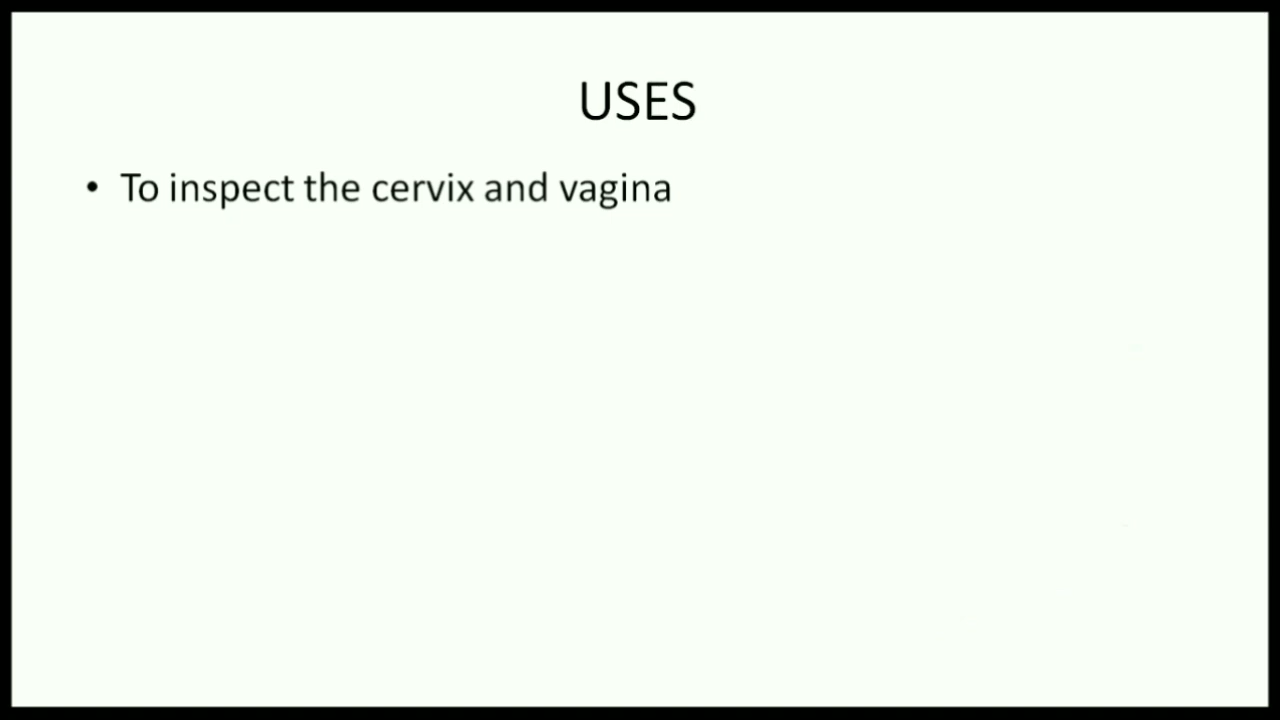 USES
• To inspect the cervix and vagina